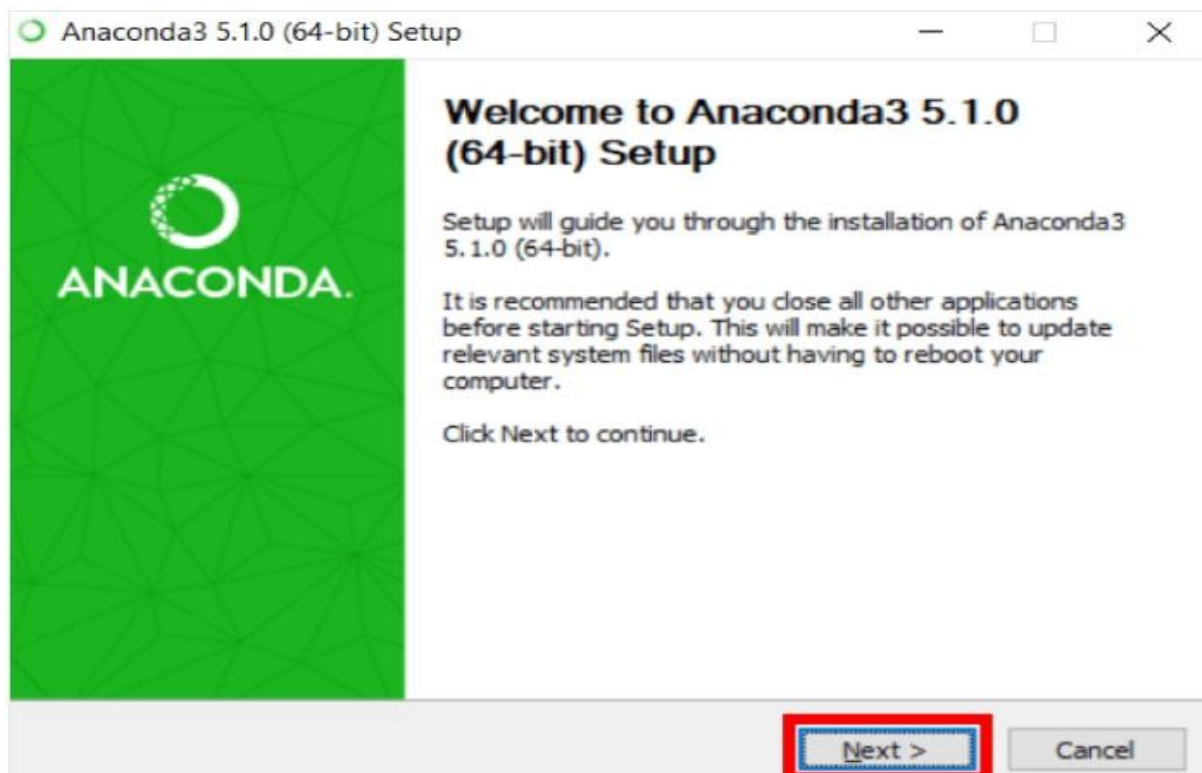 Anaconda3 5.1.0 (64-bit) Setup
ANACONDA.
Welcome to Anaconda3 5.1.0
(64-bit) Setup
Setup will guide you through the installation of Anaconda3
5.1.0 (64-bit).
It is recommended that you close all other applications
before starting Setup. This will make it possible to update
relevant system files without having to reboot your
computer.
Click Next to continue.
Next >
Cancel